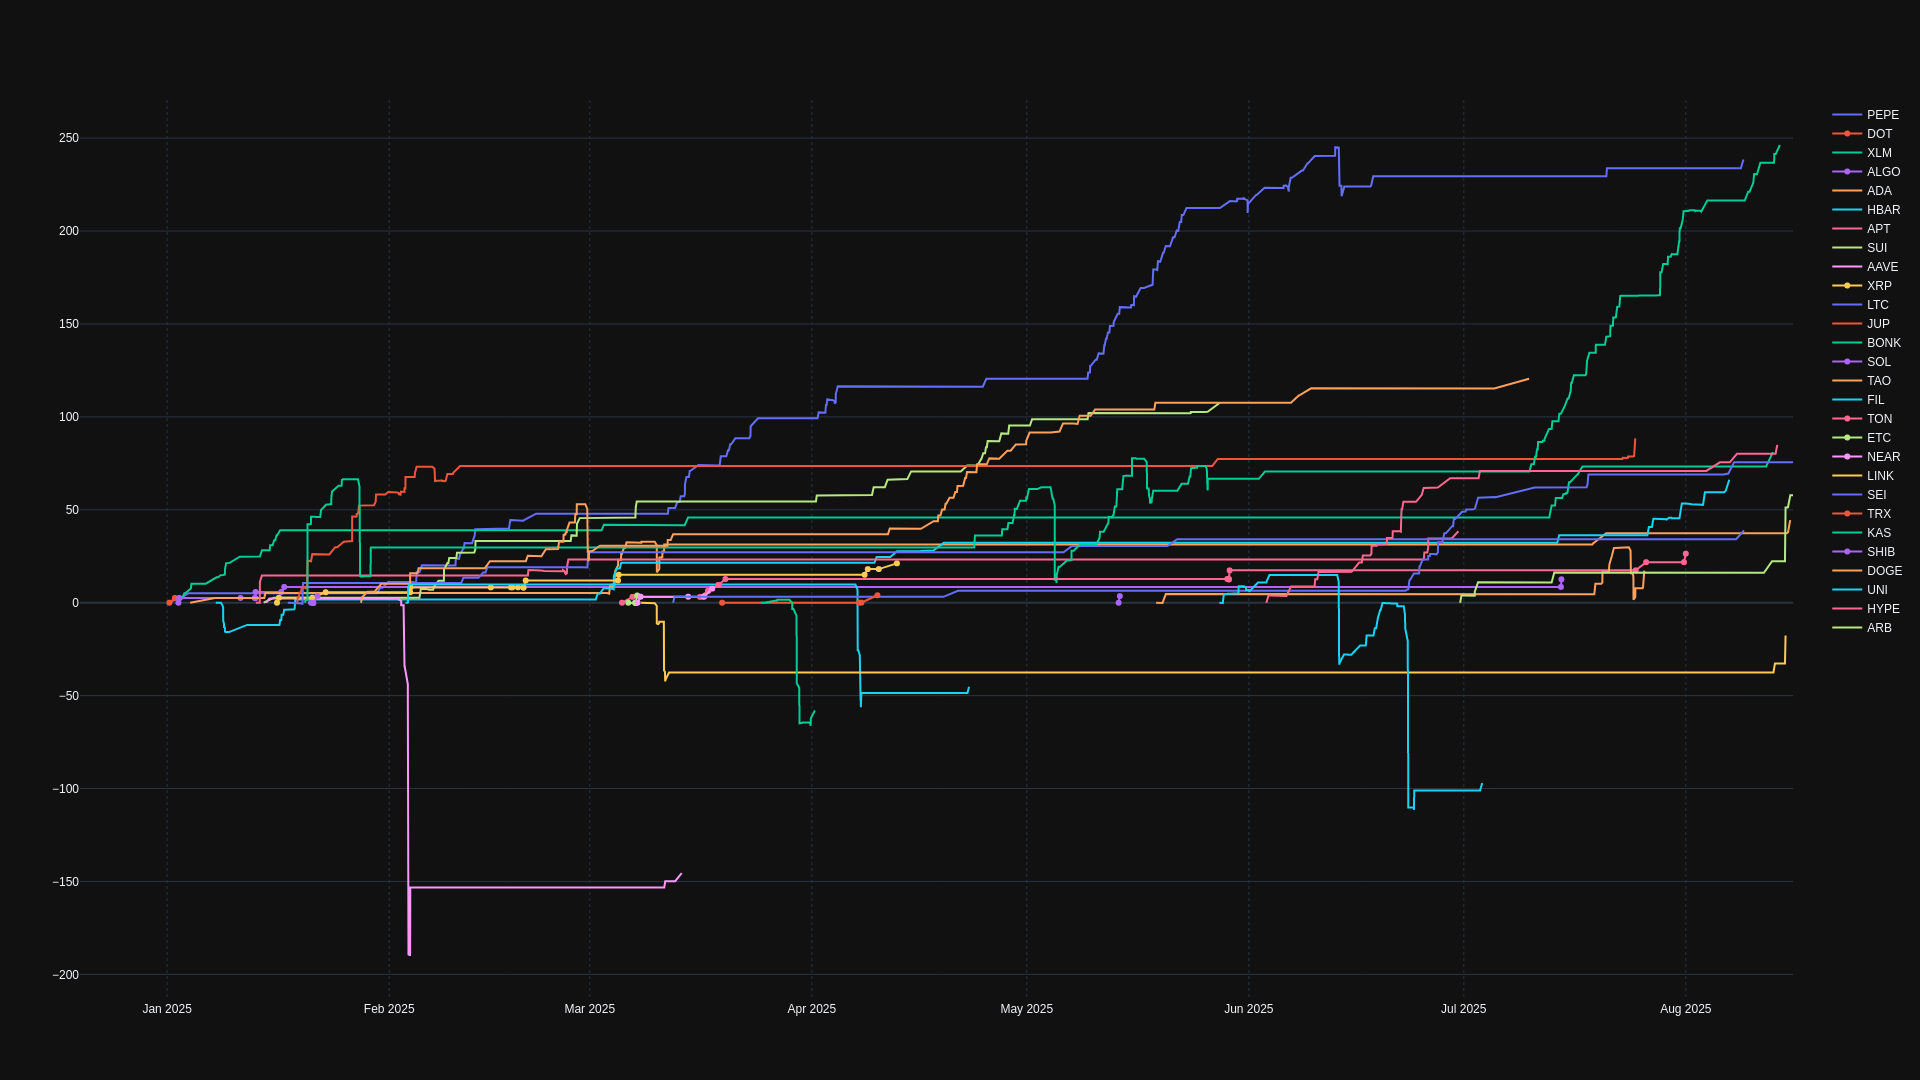 250
200
150
100
50
0
−50
−100
−150
−200
Jan 2025
Feb 2025
Mar 2025
Apr 2025
May 2025
Jun 2025
Jul 2025
Aug 2025
PEPE
DOT
XLM
ALGO
ADA
HBAR
APT
SUI
AAVE
XRP
LTC
JUP
BONK
SOL
TAO
FIL
TON
ETC
NEAR
LINK
SEI
TRX
KAS
SHIB
DOGE
UNI
HYPE
ARB